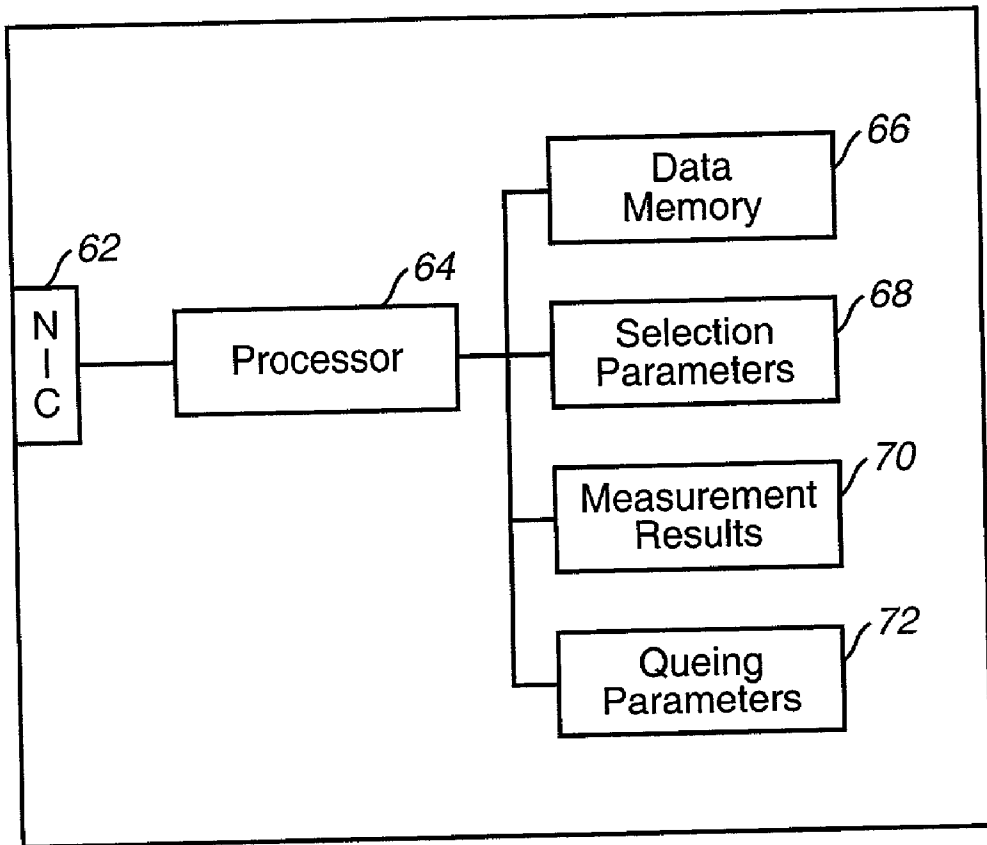 66
Data
Memory
62
64
68
N
I
C
Processor
Selection
Parameters
70
Measurement
Results
72
Queing
Parameters